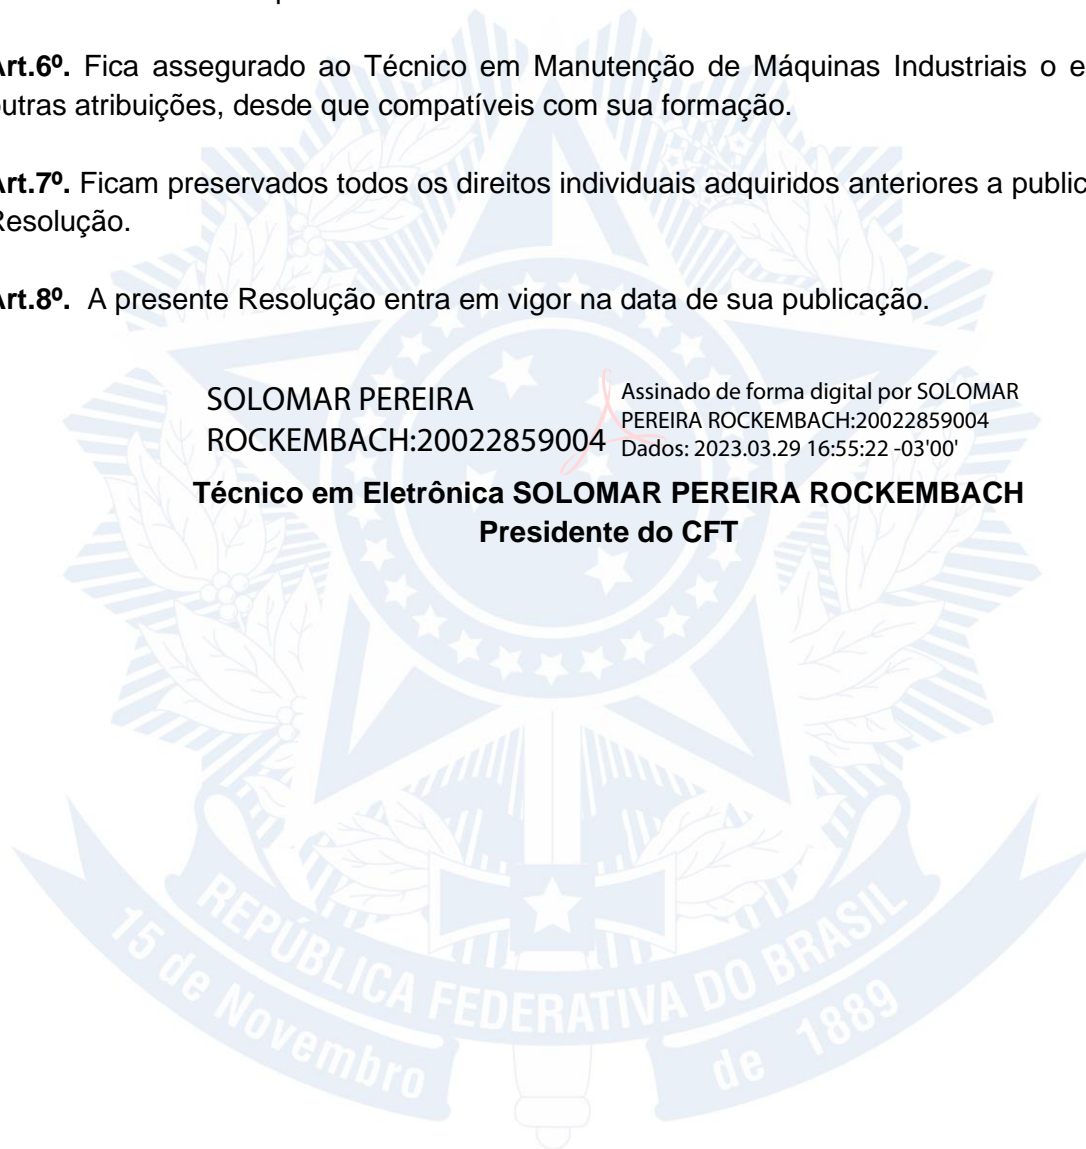 Art.6º. Fica assegurado ao Técnico em Manutenção de Máquinas Industriais o e
outras atribuições, desde que compatíveis com sua formação.
Art.7º. Ficam preservados todos os direitos individuais adquiridos anteriores a public
Resolução.
Art.8º. A presente Resolução entra em vigor na data de sua publicação.
SOLOMAR PEREIRA
ROCKEMBACH:20022859004
Assinado de forma digital por SOLOMAR
PEREIRA ROCKEMBACH:20022859004
Dados: 2023.03.29 16:55:22 -03'00'
Técnico em Eletrônica SOLOMAR PEREIRA ROCKEMBACH
Presidente do CFT
REPÚBLICA FEDERATIVA DO BRASIL
15 de Novembro de 1889